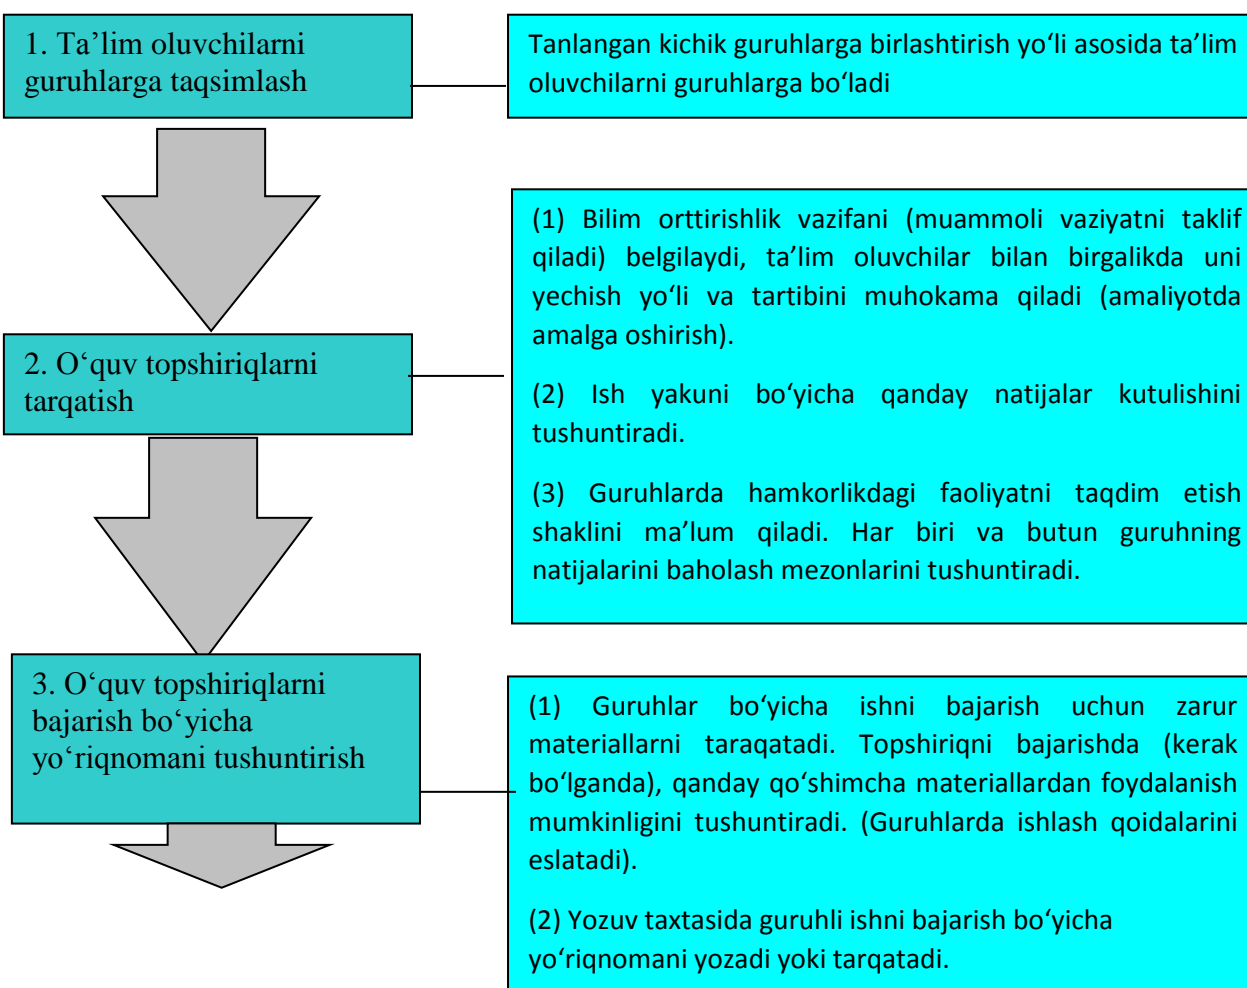 1. Ta’lim oluvchilarni
guruhlarga taqsimlash
Tanlangan kichik guruhlarga birlashtirish yo‘li asosida ta’lim
oluvchilarni guruhlarga bo‘ladi
2. O‘quv topshiriqlarni
tarqatish
(1) Bilim orttirishlik vazifani (muammoli vaziyatni taklif
qiladi) belgilaydi, ta’lim oluvchilar bilan birgalikda uni
yechish yo‘li va tartibini muhokama qiladi (amaliyotda
amalga oshirish).
(2) Ish yakuni bo‘yicha qanday natijalar kutulishini
tushuntiradi.
(3) Guruhlarda hamkorlikdagi faoliyatni taqdim etish
shaklini ma’lum qiladi. Har biri va butun guruhning
natijalarini baholash mezonlarini tushuntiradi.
3. O‘quv topshiriqlarni
bajarish bo‘yicha
yo‘riqnomani tushuntirish
(1) Guruhlar bo‘yicha ishni bajarish uchun zarur
materiallarni taraqatadi. Topshiriqni bajarishda (kerak
bo‘lganda), qanday qo‘shimcha materiallardan foydalanish
mumkinligini tushuntiradi. (Guruhlarda ishlash qoidalarini
eslatadi).
(2) Yozuv taxtasida guruhli ishni bajarish bo‘yicha
yo‘riqnomani yozadi yoki tarqatadi.